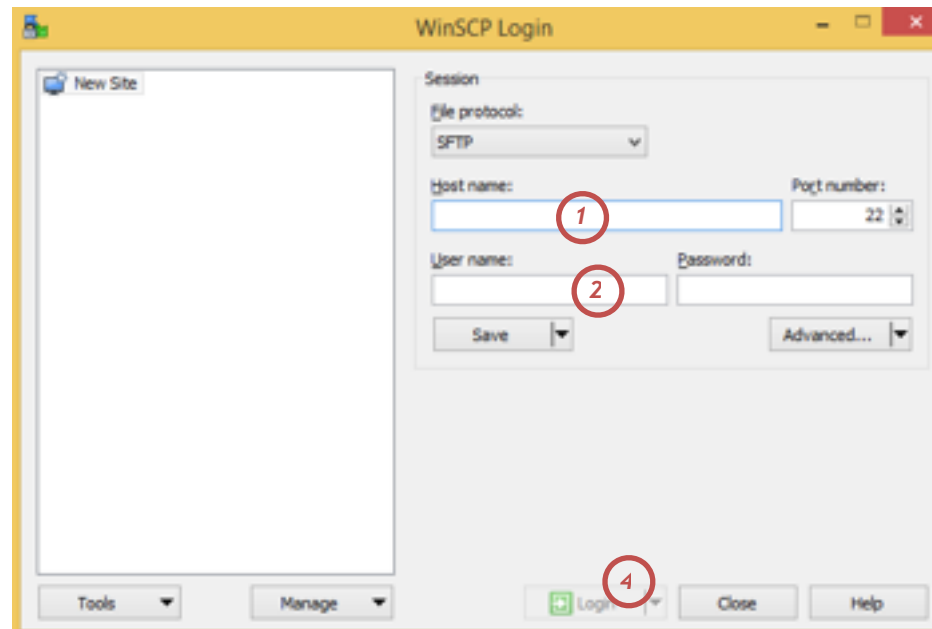 WinSCP Login
New Site
Session
File protocol:
SFTP
Host name:
Port number:
1
22
User name:
Password:
2
Save
Advanced...
4
Tools
Manage
Login
Close
Help